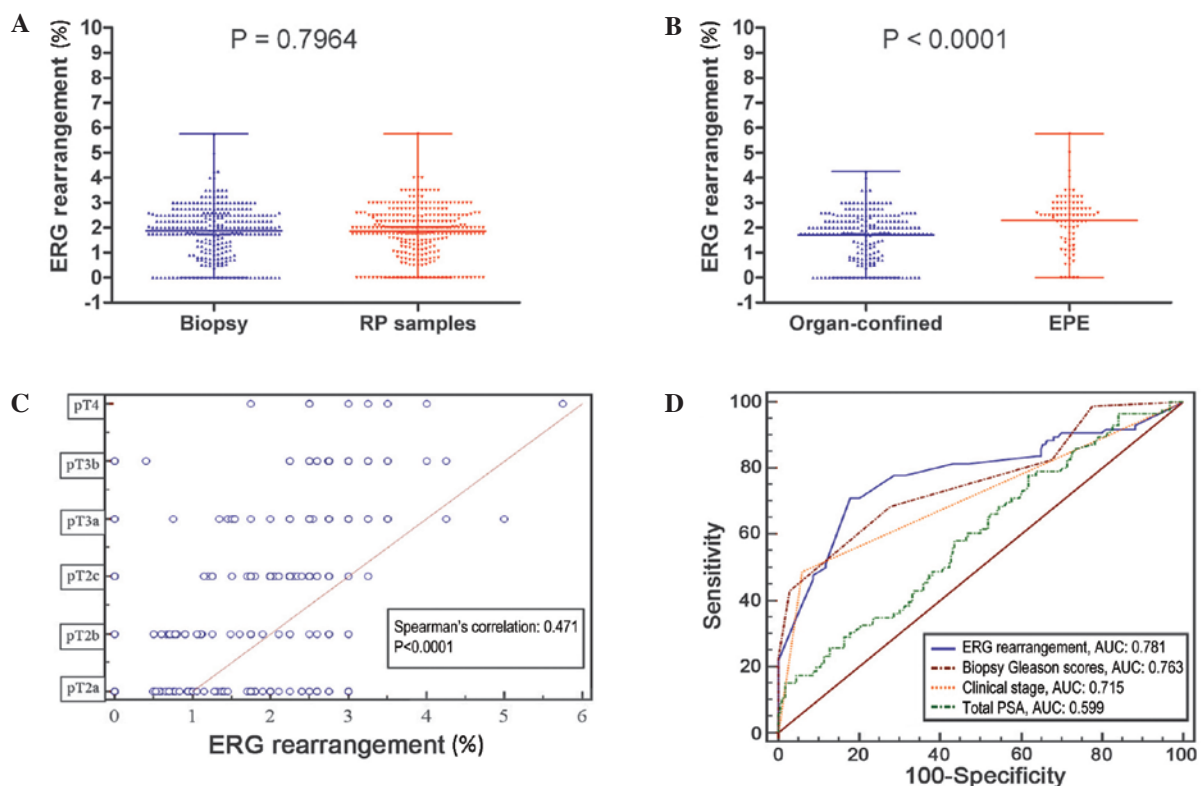 A
P = 0.7964
ERG rearrangement (%)
10
9
8
7
6
5
4
3
2
1
0
-1
Biopsy
RP samples
B
P < 0.0001
ERG rearrangement (%)
10
9
8
7
6
5
4
3
2
1
0
-1
Organ-confined
EPE
C
pT4
pT3b
pT3a
pT2c
pT2b
pT2a
Spearman's correlation: 0.471
P<0.0001
0
1
2
3
4
5
6
ERG rearrangement (%)
D
Sensitivity
100
80
60
40
20
0
ERG rearrangement, AUC: 0.781
Biopsy Gleason scores, AUC: 0.763
Clinical stage, AUC: 0.715
Total PSA, AUC: 0.599
0
20
40
60
80
100
100-Specificity